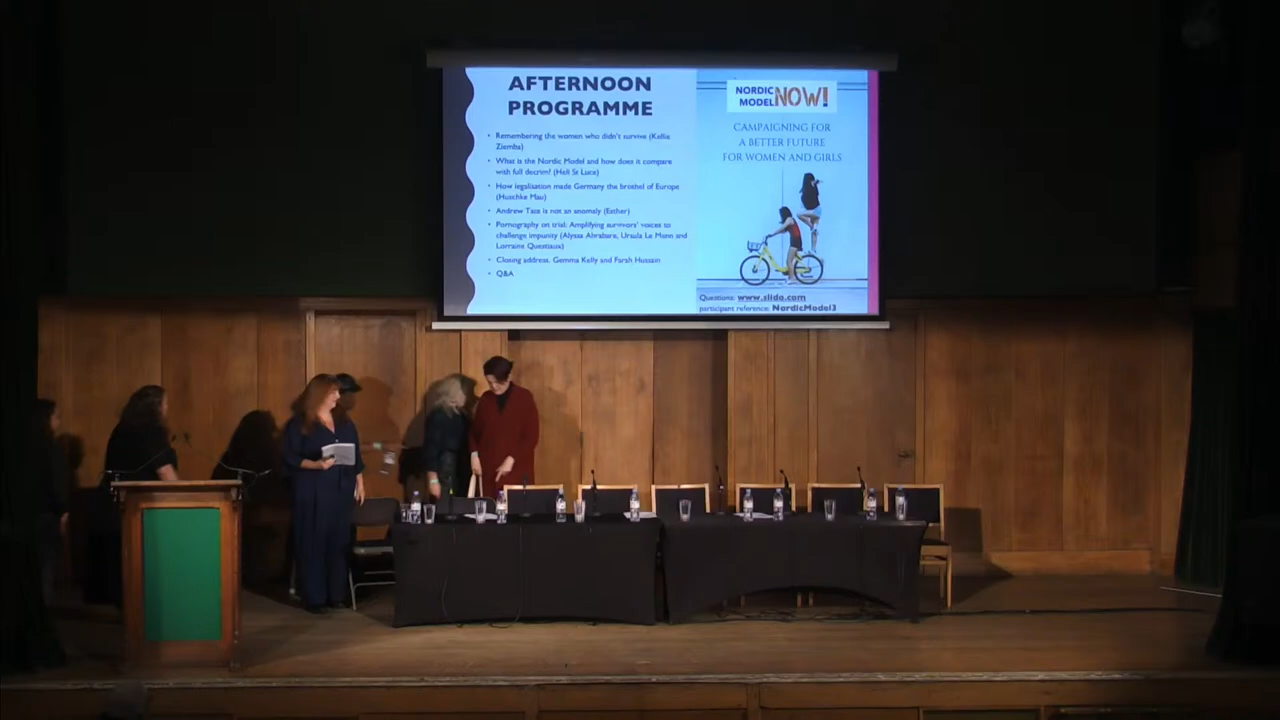 AFTERNOON
PROGRAMME
• Remembering the women who didn't survive (Kellie
Ziemba)
• What is the Nordic Model and how does it compare
with full decrim? (Heli St Luce)
• How legalisation made Germany the brothel of Europe
(Huschke Mau)
• Andrew Tate is not an anomaly (Esther)
• Pornography on trial. Amplifying survivors' voices to
challenge impunity (Alyssa Ahrabare, Ursula Le Menn and
Lorraine Questiaux)
• Closing address. Gemma Kelly and Farah Hussain
• Q&A
NORDIC
MODEL NOW!
CAMPAIGNING FOR
A BETTER FUTURE
FOR WOMEN AND GIRLS
Questions: www.slido.com
participant reference: NordicModel3